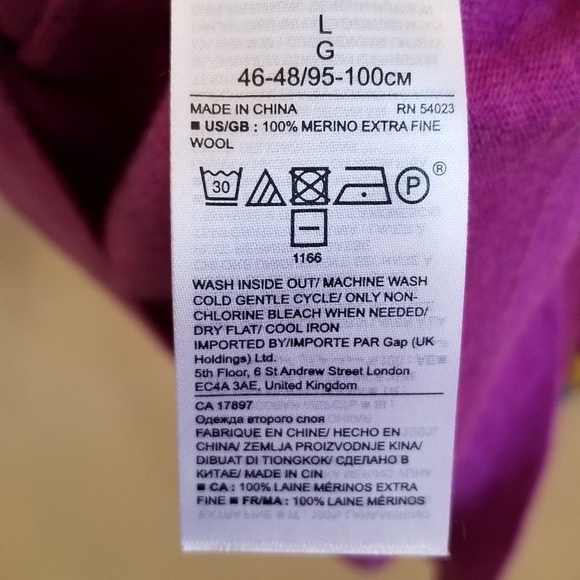 L
G
46-48/95-100CM
MADE IN CHINA RN 54023
■ US/GB : 100% MERINO EXTRA FINE
WOOL
30 P ®
1166
WASH INSIDE OUT/ MACHINE WASH
COLD GENTLE CYCLE/ ONLY NON-
CHLORINE BLEACH WHEN NEEDED/
DRY FLAT/ COOL IRON
IMPORTED BY/IMPORTE PAR Gap (UK
Holdings) Ltd.
5th Floor, 6 St Andrew Street London
EC4A 3AE, United Kingdom
CA 17897
Одежда второго слоя
FABRIQUE EN CHINE/ HECHO EN
CHINA/ ZEMLJA PROIZVODNJE KINA/
DIBUAT DI TIONGKOK/ СДЕЛАНО В
КИТАЕ/ MADE IN CIN
■ CA : 100% LAINE MÉRINOS EXTRA
FINE ■ FR/MA : 100% LAINE MÉRINOS